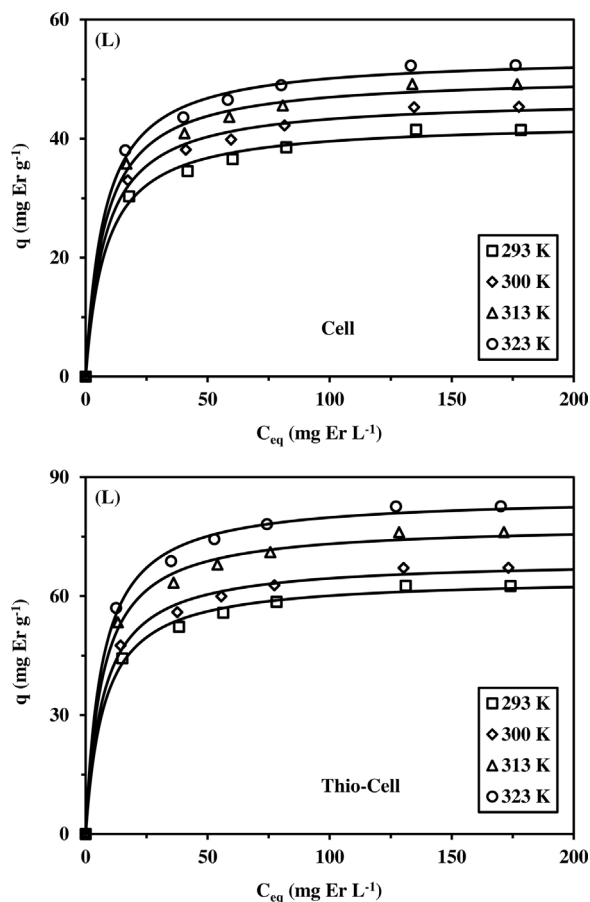 60
(L)
40
q (mg Er g⁻¹)
20
0
293 K
300 K
313 K
323 K
Cell
0 50 100 150 200
C_eq (mg Er L⁻¹)
90
(L)
60
q (mg Er g⁻¹)
30
0
293 K
300 K
313 K
323 K
Thio-Cell
0 50 100 150 200
C_eq (mg Er L⁻¹)